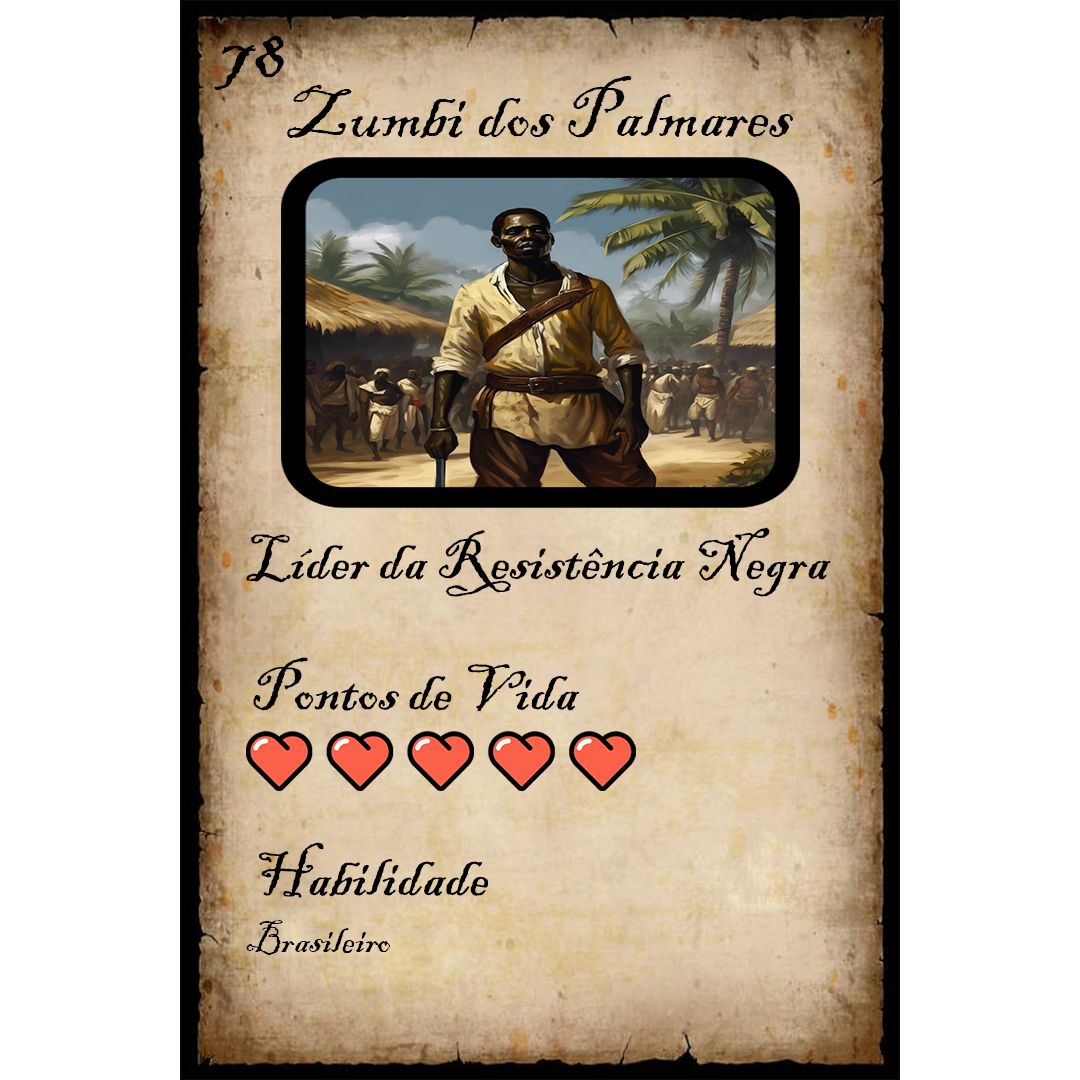 78
Zumbi dos Palmares
Líder da Resistência Negra
Pontos de Vida
Habilidade
Brasileiro